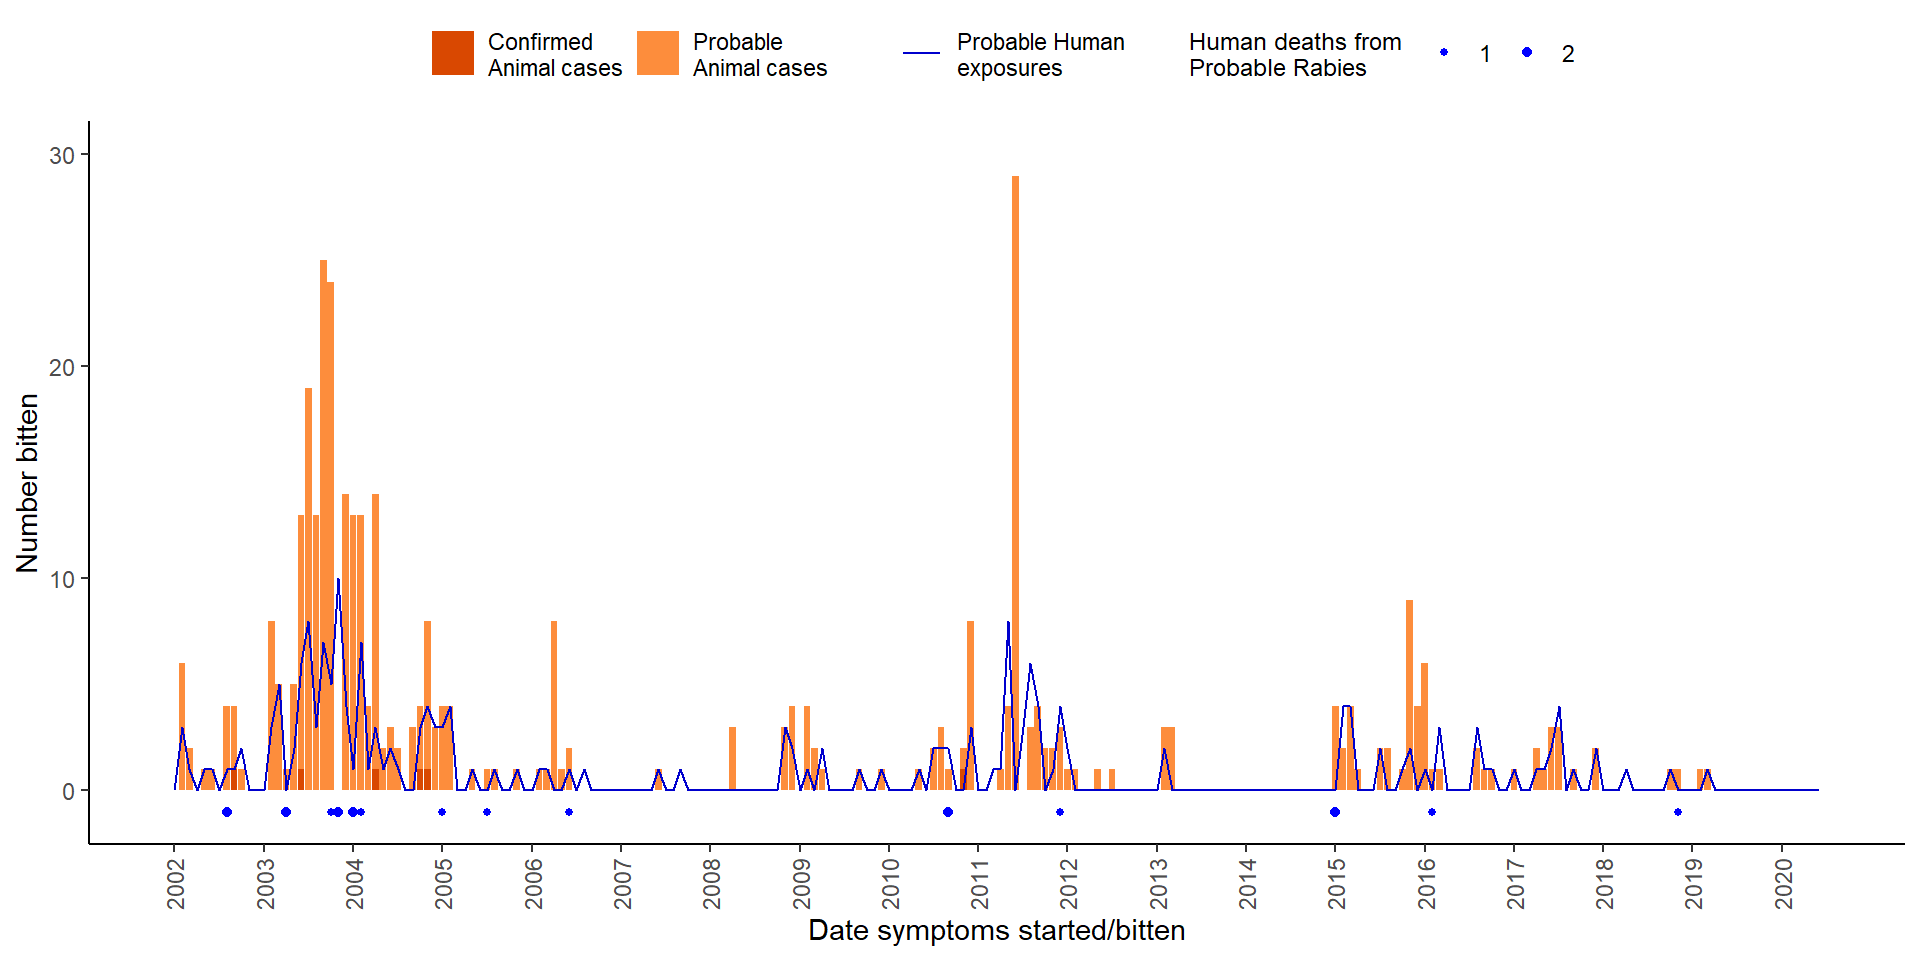 Confirmed
Animal cases
Probable
Animal cases
Probable Human
exposures
Human deaths from
Probable Rabies
1
2
Number bitten
30
20
10
0
2002
2003
2004
2005
2006
2007
2008
2009
2010
2011
2012
2013
2014
2015
2016
2017
2018
2019
2020
Date symptoms started/bitten